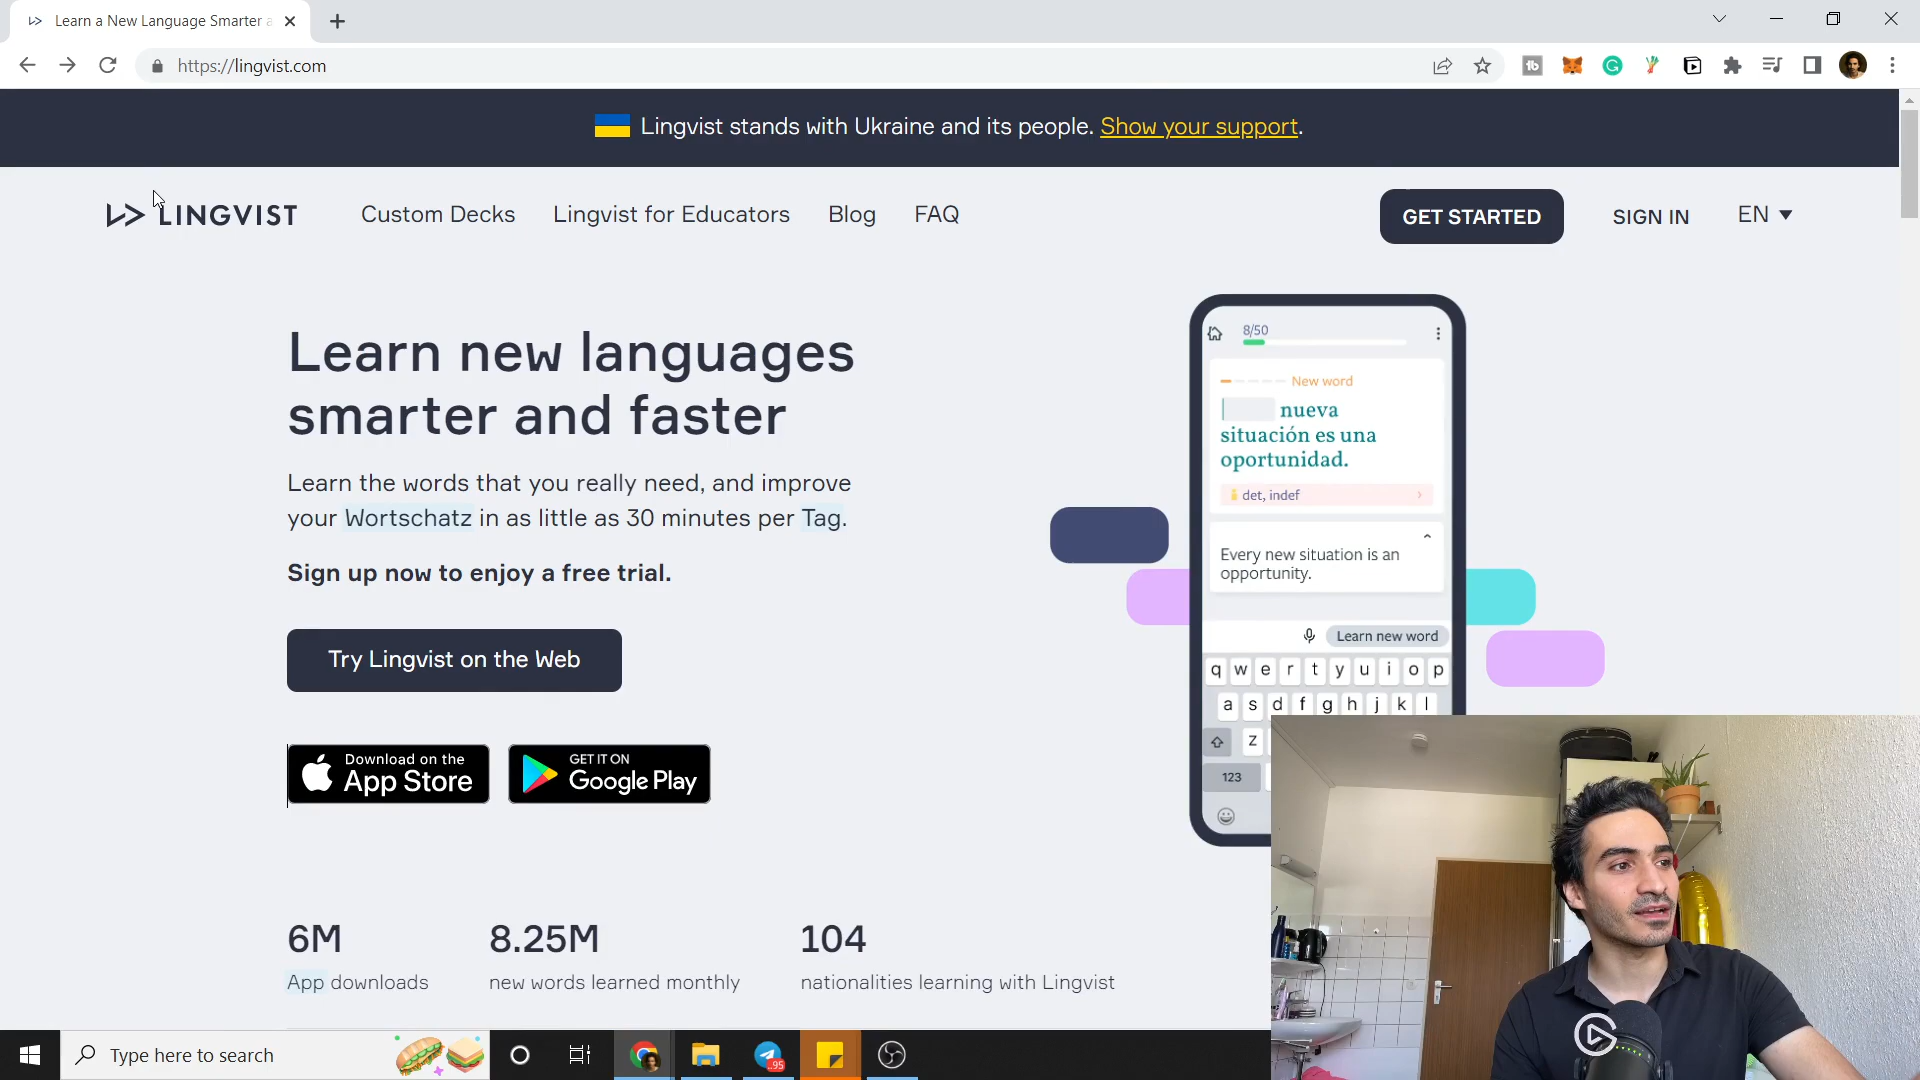 Learn a New Language Smarter a
https://lingvist.com
Lingvist stands with Ukraine and its people. Show your support.
LINGVIST
Custom Decks
Lingvist for Educators
Blog
FAQ
GET STARTED
SIGN IN
EN
Learn new languages
smarter and faster
Learn the words that you really need, and improve
your Wortschatz in as little as 30 minutes per Tag.
Sign up now to enjoy a free trial.
Try Lingvist on the Web
Download on the
App Store
GET IT ON
Google Play
8/50
New word
nueva
situación es una
oportunidad.
det, indef
Every new situation is an
opportunity.
Learn new word
q w e r t y u i o p
a s d f g h j k l
z
123
6M
App downloads
8.25M
new words learned monthly
104
nationalities learning with Lingvist
Type here to search
..95